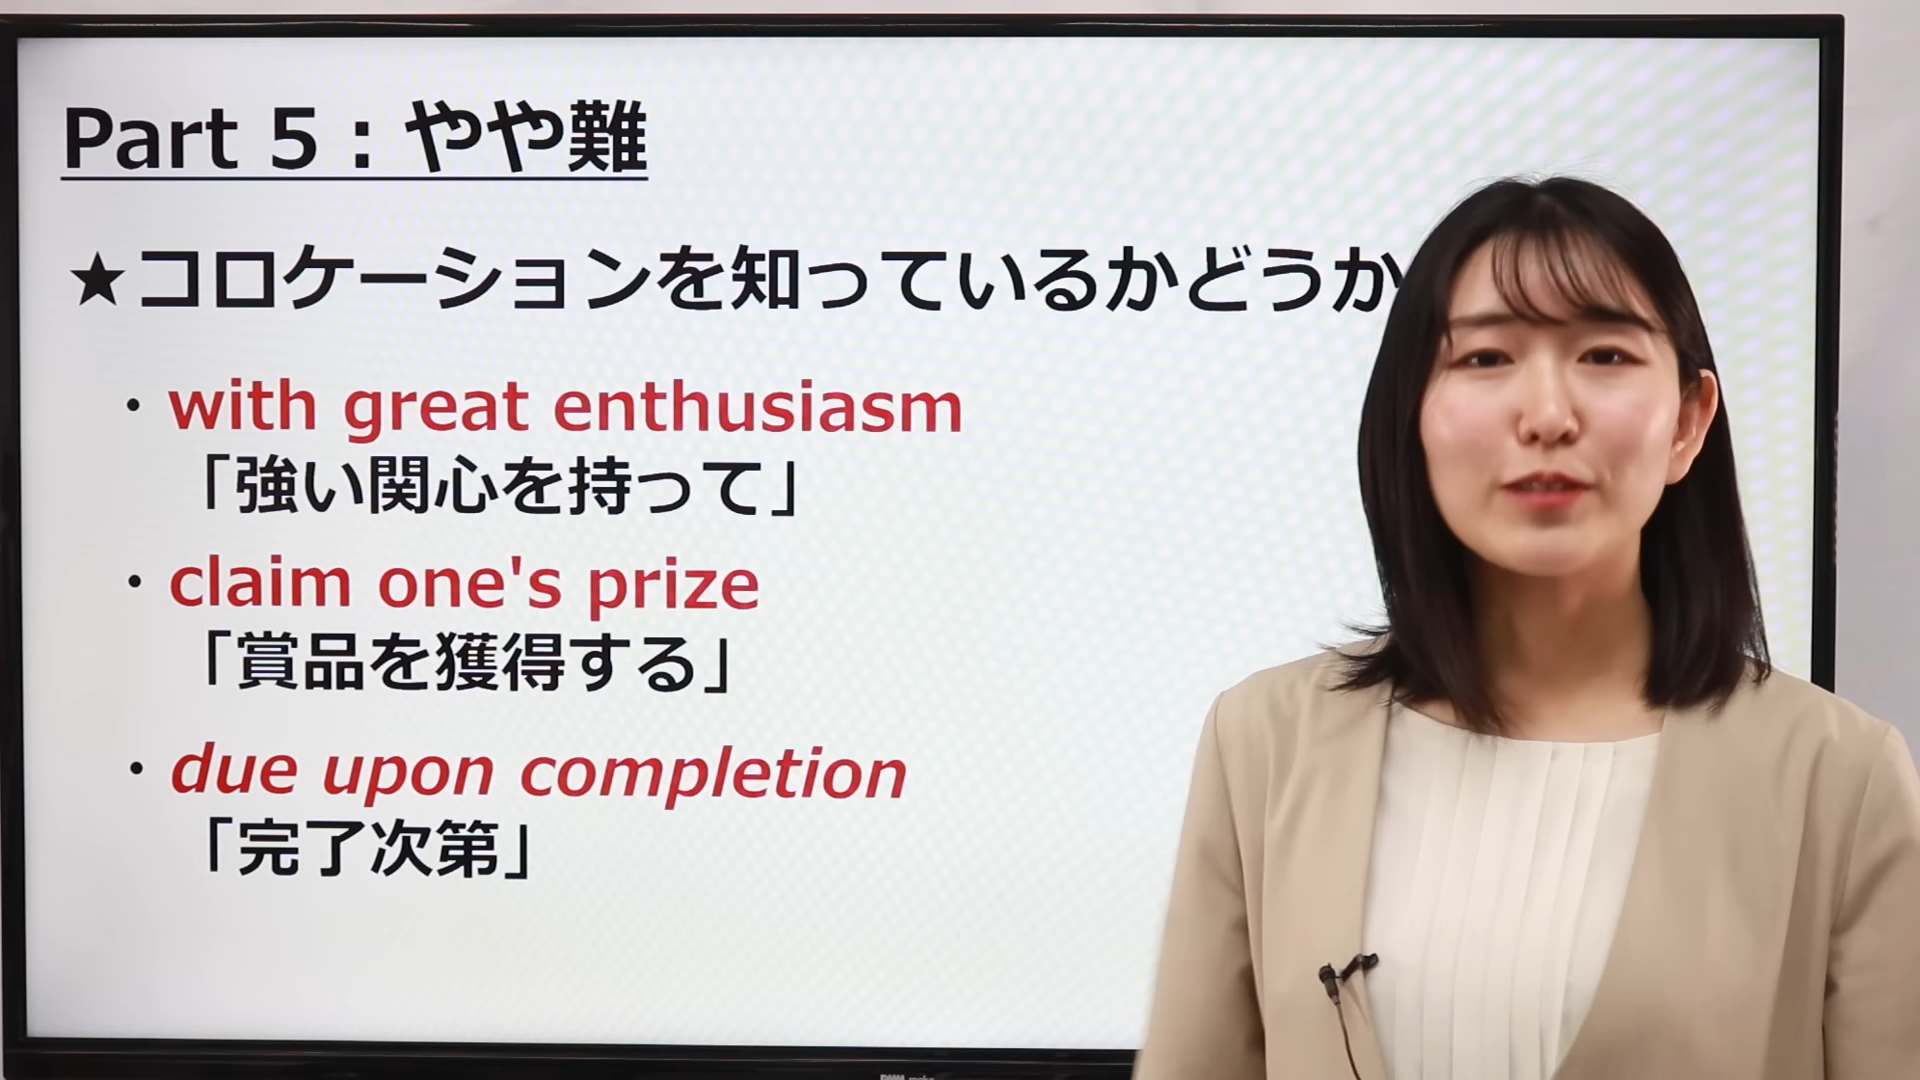 Part 5：やや難
★コロケーションを知っているかどうか
・with great enthusiasm
「強い関心を持って」
・claim one's prize
「賞品を獲得する」
・due upon completion
「完了次第」